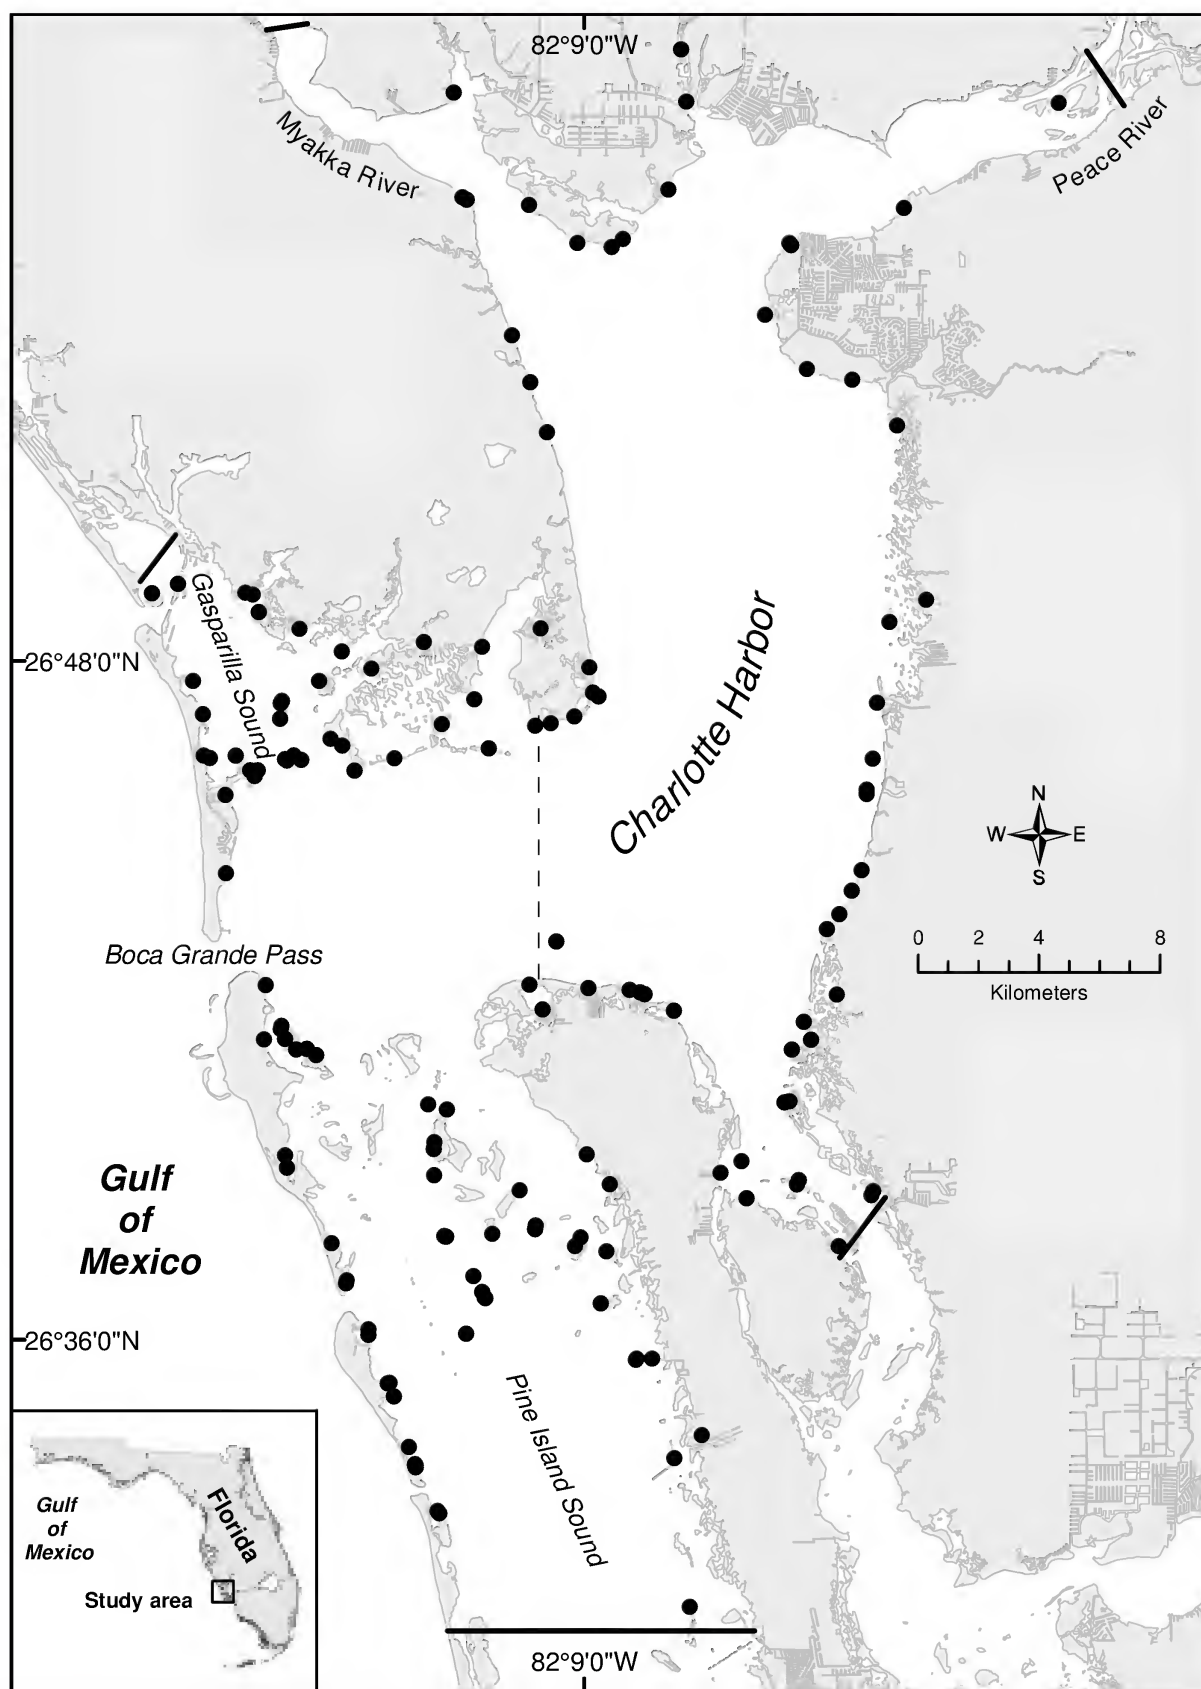 82°9'0"W
Myakka River
Peace River
Gasparilla Sound
26°48'0"N
Charlotte Harbor
N
W E
S
0 2 4 8
Kilometers
Boca Grande Pass
Gulf
of
Mexico
26°36'0"N
Pine Island Sound
Gulf
of
Mexico
Florida
Study area
82°9'0"W